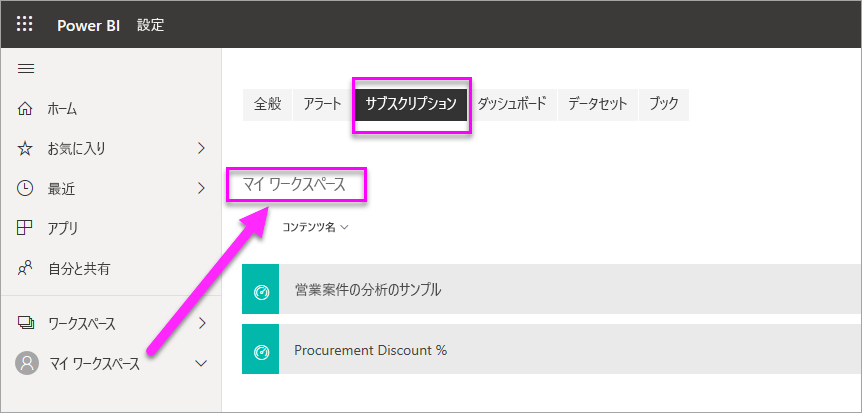 Power BI 設定
ホーム
お気に入り
最近
アプリ
自分と共有
ワークスペース
マイ ワークスペース
全般 アラート サブスクリプション ダッシュボード データセット ブック
マイ ワークスペース
コンテンツ名
営業案件の分析のサンプル
Procurement Discount %